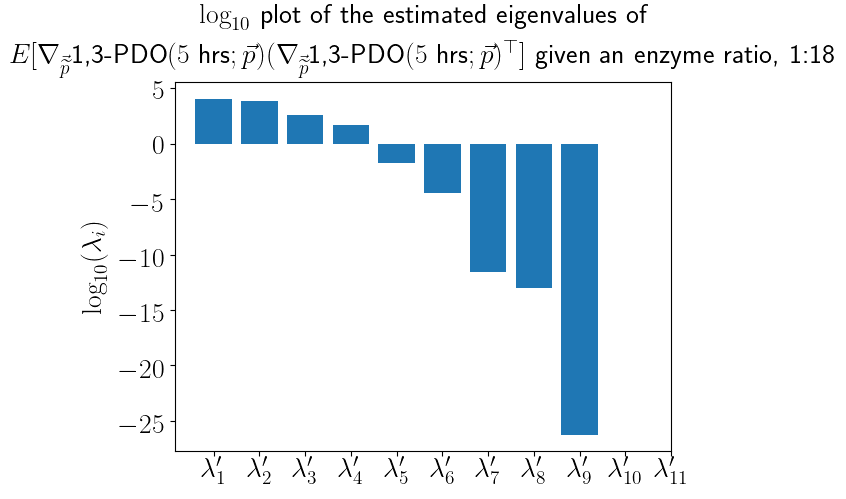 log₁₀ plot of the estimated eigenvalues of
E[∇_p̃⃗ 1,3-PDO(5 hrs; p⃗)(∇_p̃⃗ 1,3-PDO(5 hrs; p⃗)^⊤] given an enzyme ratio, 1:18
5
0
−5
−10
−15
−20
−25
log₁₀(λᵢ)
λ′₁ λ′₂ λ′₃ λ′₄ λ′₅ λ′₆ λ′₇ λ′₈ λ′₉ λ′₁₀ λ′₁₁